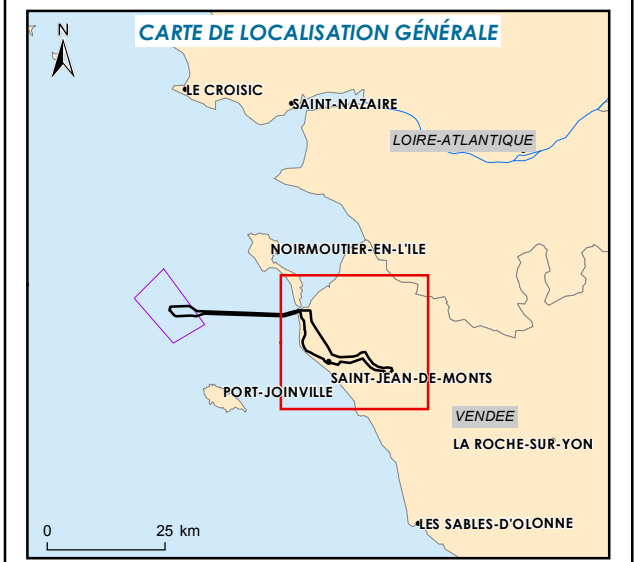 CARTE DE LOCALISATION GÉNÉRALE
N
LE CROISIC
SAINT-NAZAIRE
LOIRE-ATLANTIQUE
NOIRMOUTIER-EN-L'ILE
SAINT-JEAN-DE-MONTS
PORT-JOINVILLE
VENDEE
LA ROCHE-SUR-YON
LES SABLES-D'OLONNE
0 25 km